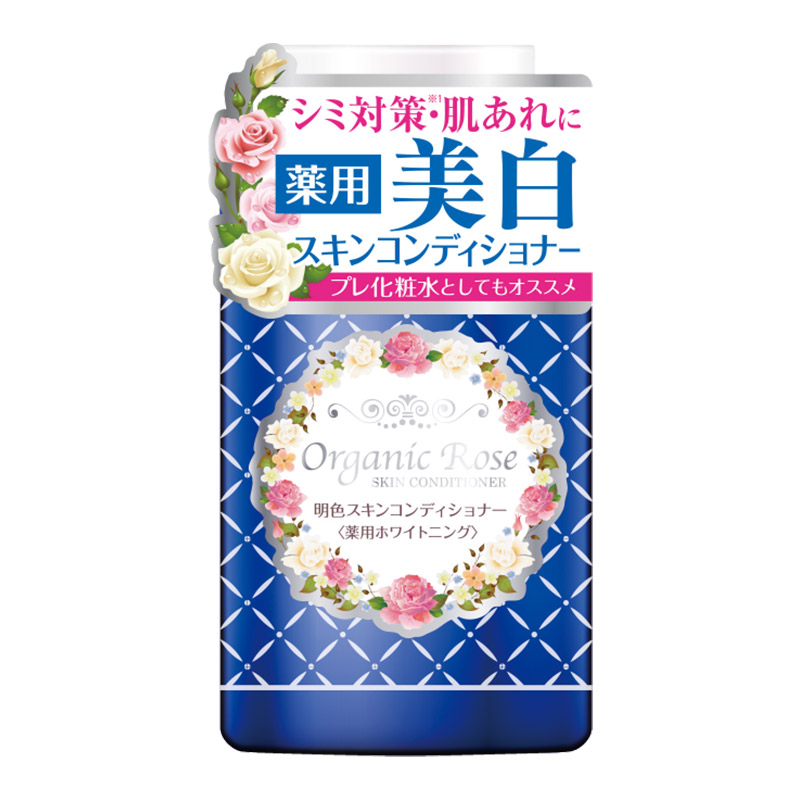 シミ対策※1・肌あれに
薬用 美白
スキンコンディショナー
プレ化粧水としてもオススメ
Organic Rose
SKIN CONDITIONER
明色スキンコンディショナー
〈薬用ホワイトニング〉